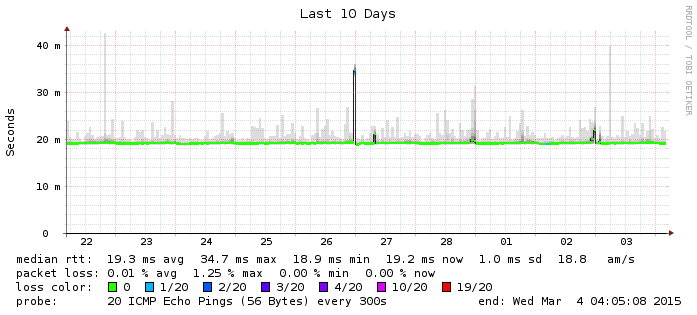 Last 10 Days
RRDTOOL / TOBI OETIKER
Seconds
40 m
30 m
20 m
10 m
0
22 23 24 25 26 27 28 01 02 03
median rtt: 19.3 ms avg 34.7 ms max 18.9 ms min 19.2 ms now 1.0 ms sd 18.8 am/s
packet loss: 0.01 % avg 1.25 % max 0.00 % min 0.00 % now
loss color: 0 1/20 2/20 3/20 4/20 10/20 19/20
probe: 20 ICMP Echo Pings (56 Bytes) every 300s end: Wed Mar 4 04:05:08 2015